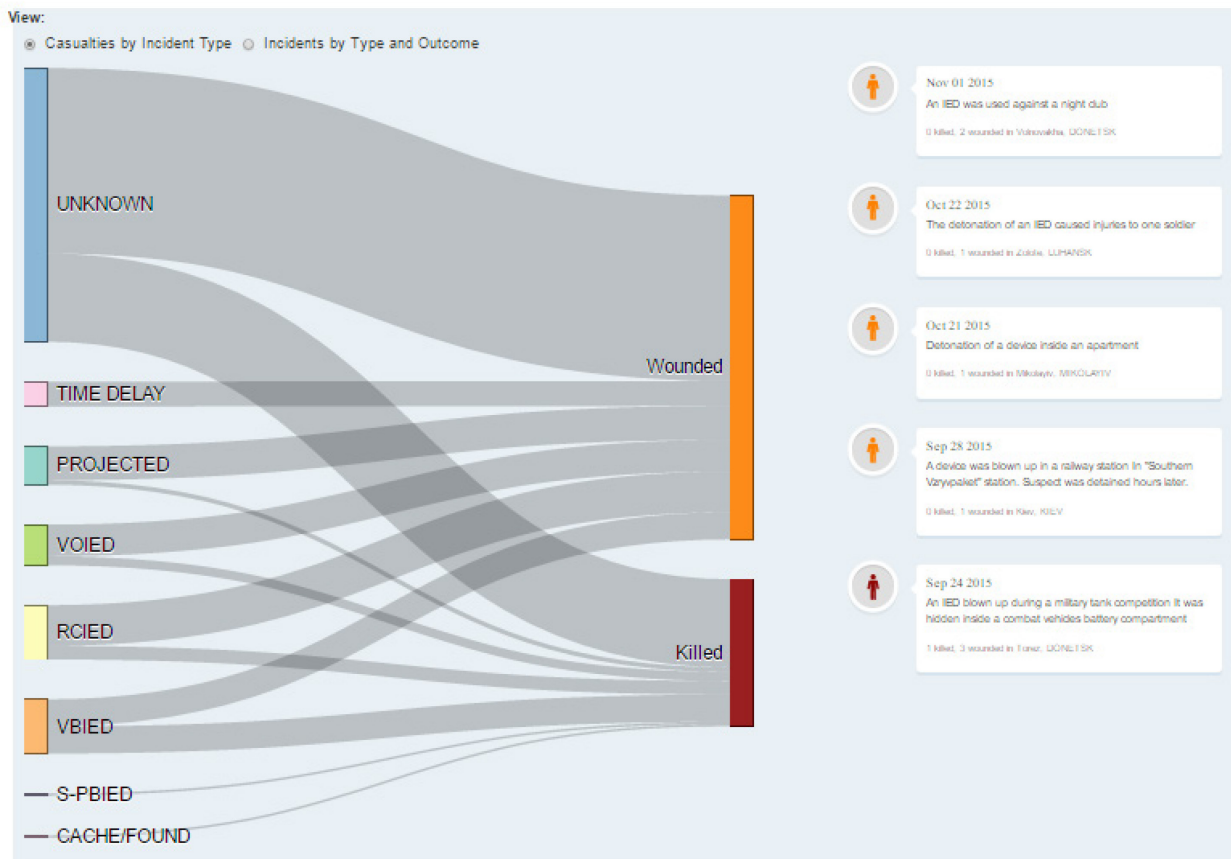 View:
Casualties by Incident Type
Incidents by Type and Outcome
UNKNOWN
TIME DELAY
PROJECTED
VOIED
RCIED
VBIED
S-PBIED
CACHE/FOUND
Wounded
Killed
Nov 01 2015
An IED was used against a night club
0 killed, 2 wounded in Volnovakha, DONETSK
Oct 22 2015
The detonation of an IED caused injuries to one soldier
0 killed, 1 wounded in LUHANSK
Oct 21 2015
Detonation of a device inside an apartment
0 killed, 1 wounded in Mikolayiv, MIKOLAYIV
Sep 28 2015
A device was blown up in a railway station in "Southern
Vzryvpaket" station. Suspect was detained hours later.
0 killed, 1 wounded in Kiev, KIEV
Sep 24 2015
An IED blown up during a military tank competition It was
hidden inside a combat vehicles battery compartment
1 killed, 3 wounded in Torez, DONETSK